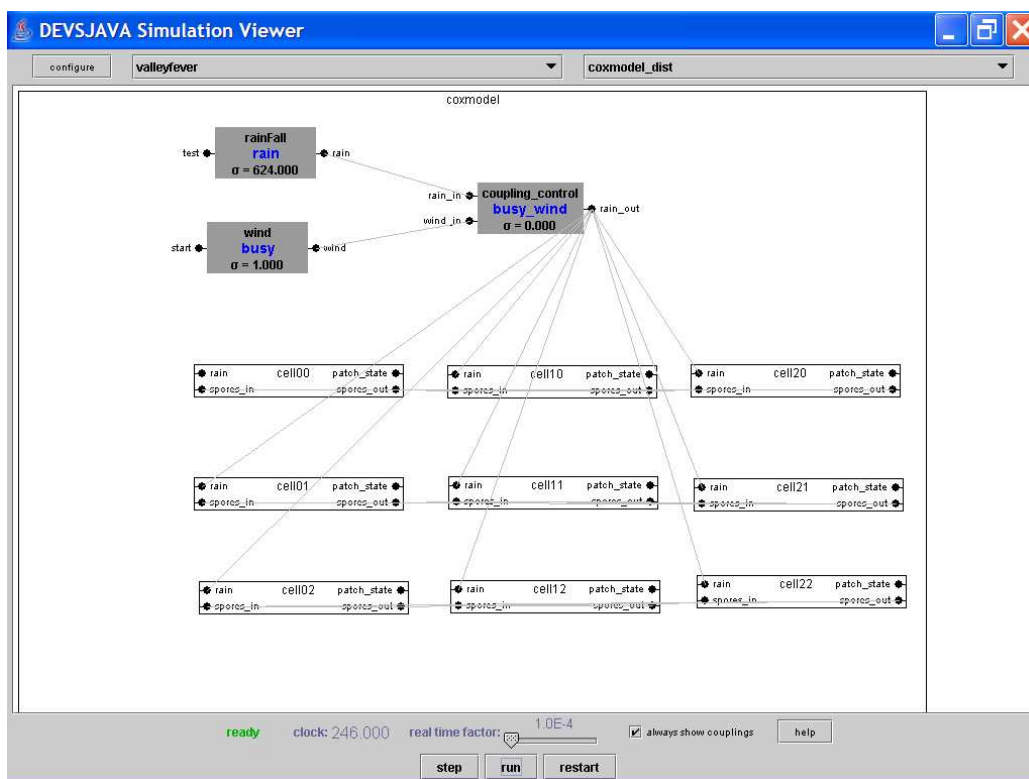 DEVSJAVA Simulation Viewer
configure valleyfever coxmodel_dist
coxmodel
rainFall
test rain rain
σ = 624.000
rain_in coupling_control
busy_wind rain_out
wind_in σ = 0.000
wind
start busy wind
σ = 1.000
rain cell00 patch_state
spores_in spores_out
rain cell10 patch_state
spores_in spores_out
rain cell20 patch_state
spores_in spores_out
rain cell01 patch_state
spores_in spores_out
rain cell11 patch_state
spores_in spores_out
rain cell21 patch_state
spores_in spores_out
rain cell02 patch_state
spores_in spores_out
rain cell12 patch_state
spores_in spores_out
rain cell22 patch_state
spores_in spores_out
ready clock: 246.000 real time factor: 1.0E-4 always show couplings help
step run restart